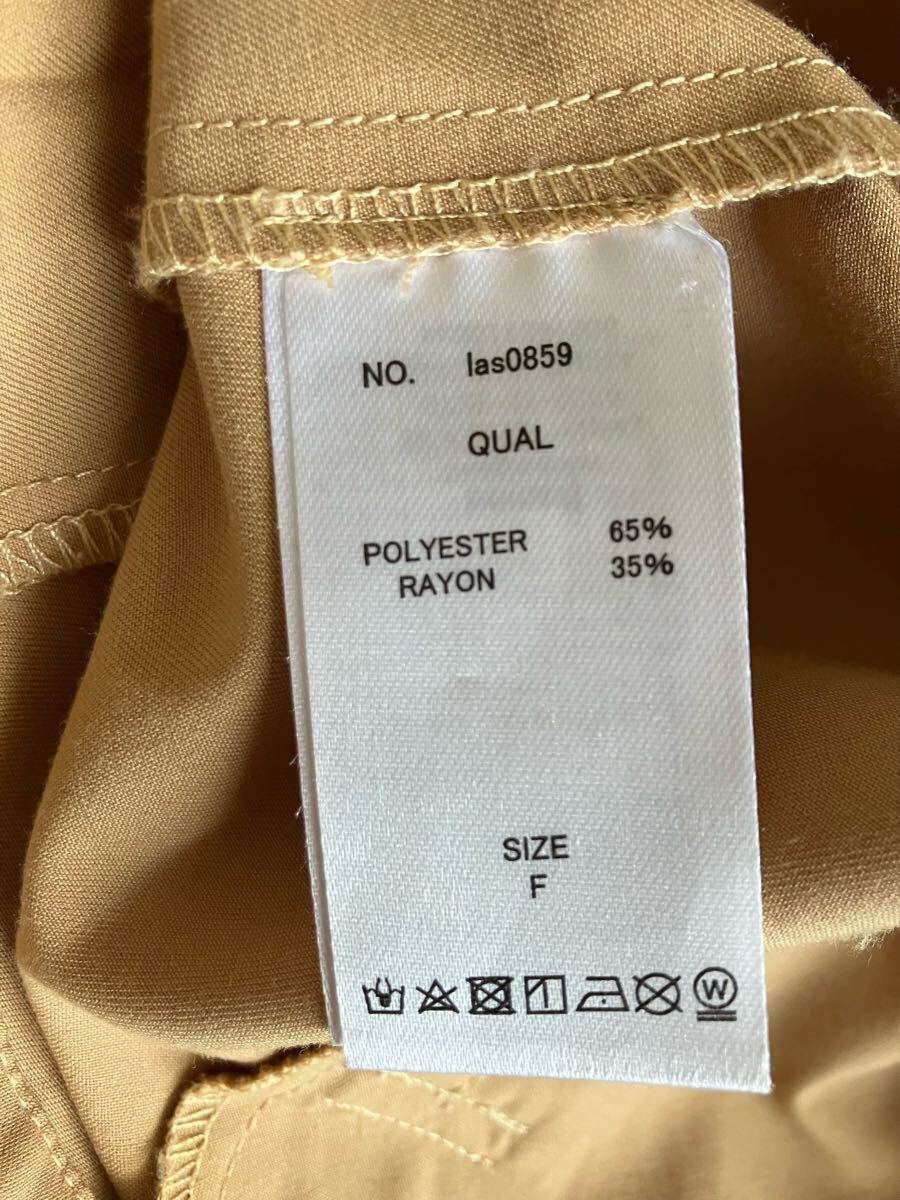 NO. las0859
QUAL
POLYESTER 65%
RAYON 35%
SIZE
F
W